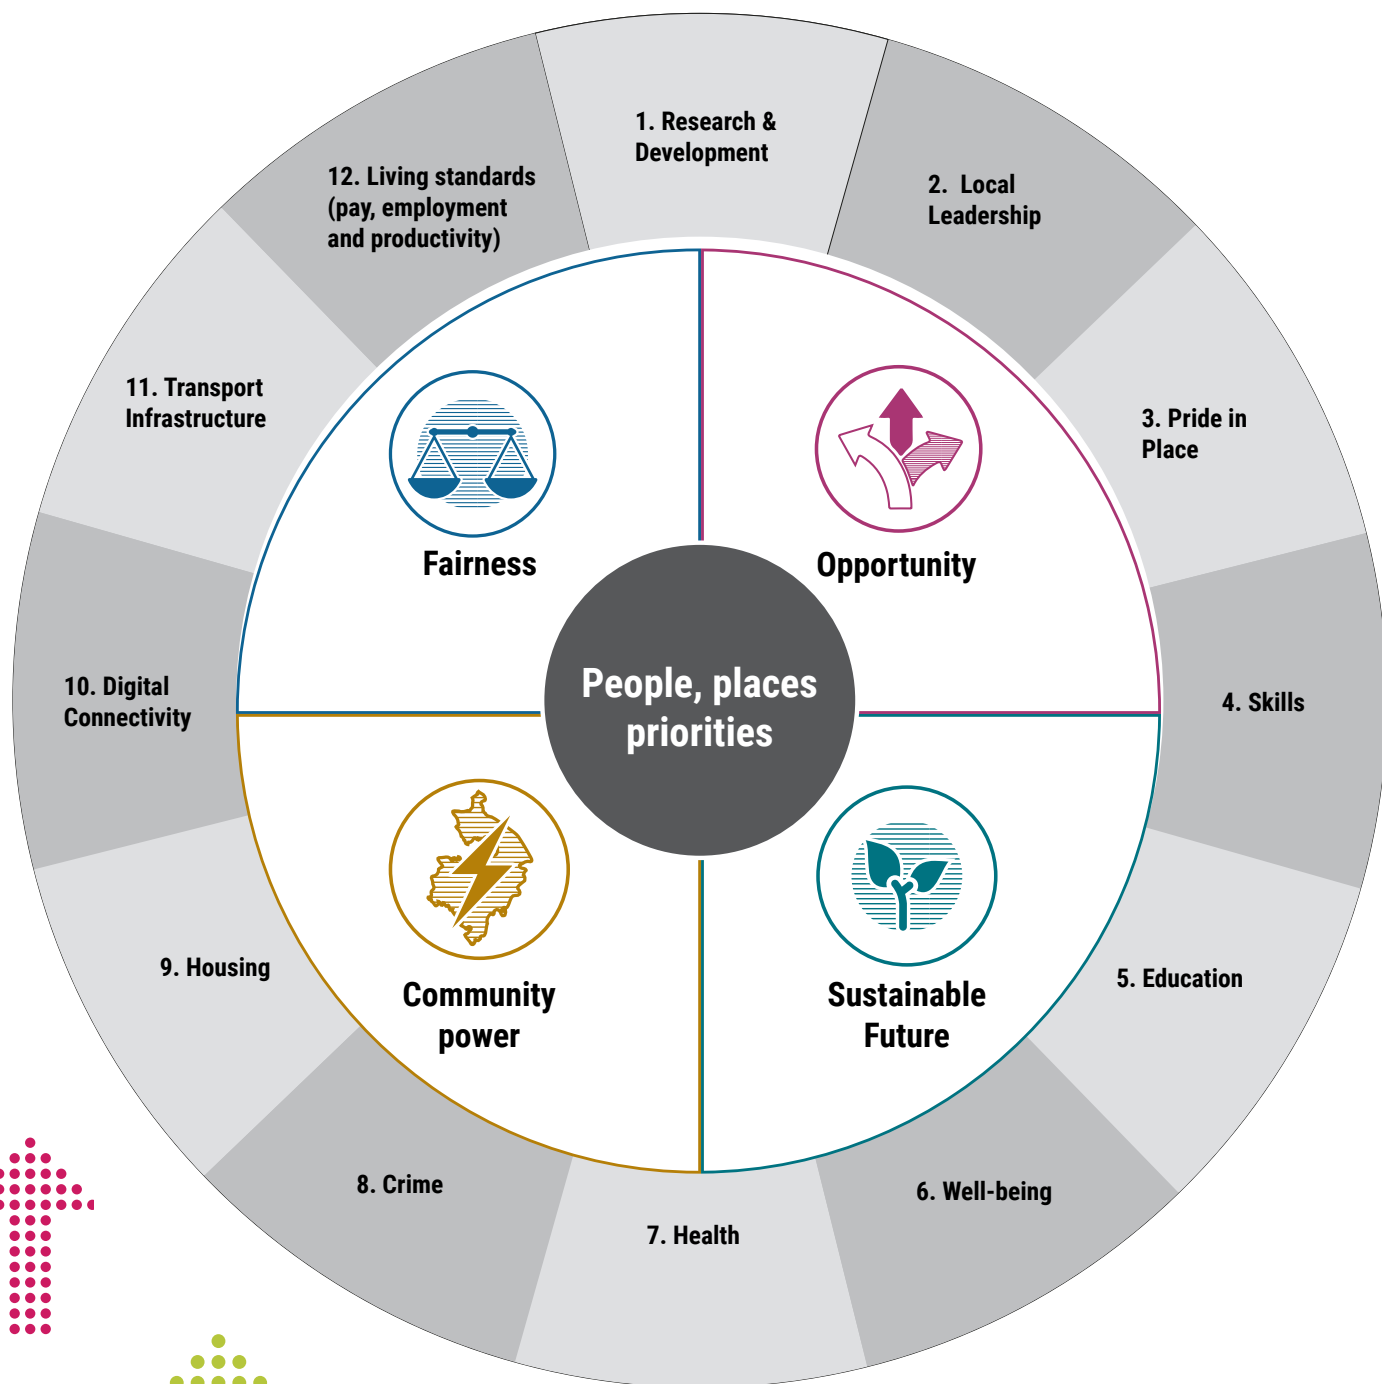 1. Research &
Development
2. Local
Leadership
3. Pride in
Place
4. Skills
5. Education
6. Well-being
7. Health
8. Crime
9. Housing
10. Digital
Connectivity
11. Transport
Infrastructure
12. Living standards
(pay, employment
and productivity)
Fairness
Opportunity
People, places
priorities
Community
power
Sustainable
Future